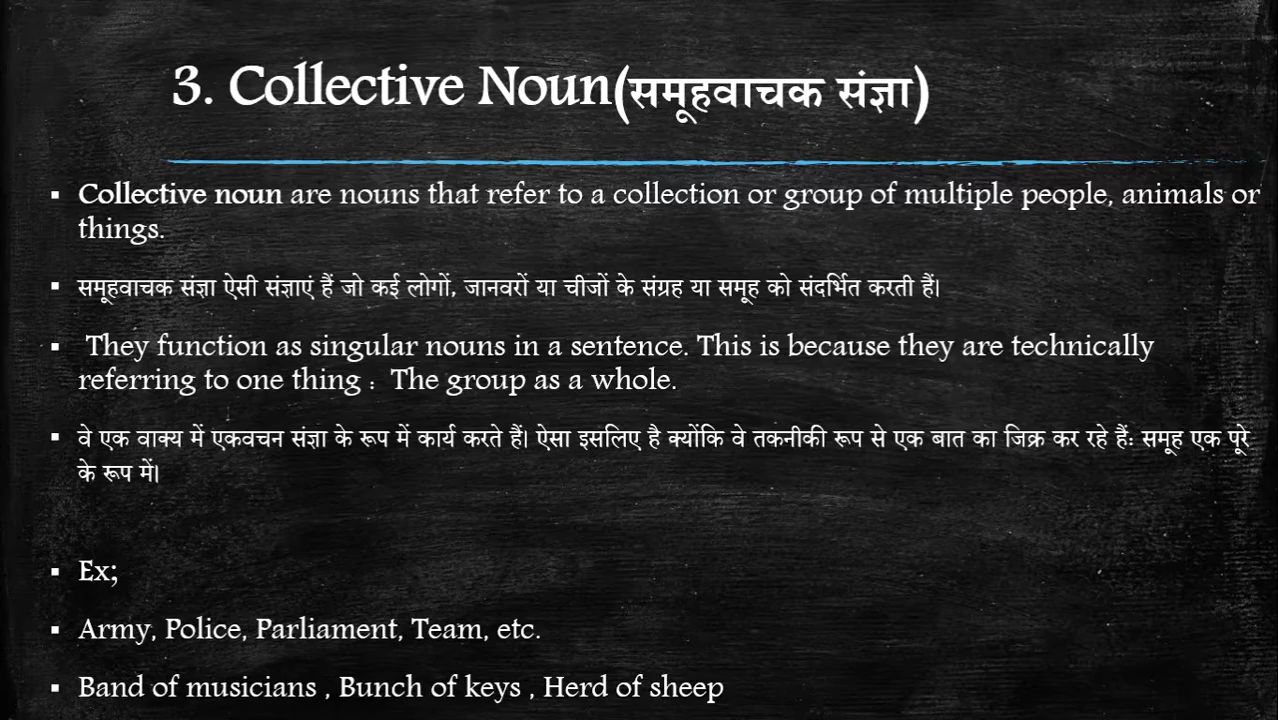 3. Collective Noun(समूहवाचक संज्ञा)
▪ Collective noun are nouns that refer to a collection or group of multiple people, animals or
things.
▪ समूहवाचक संज्ञा ऐसी संज्ञाएं हैं जो कई लोगों, जानवरों या चीजों के संग्रह या समूह को संदर्भित करती हैं।
▪ They function as singular nouns in a sentence. This is because they are technically
referring to one thing : The group as a whole.
▪ वे एक वाक्य में एकवचन संज्ञा के रूप में कार्य करते हैं। ऐसा इसलिए है क्योंकि वे तकनीकी रूप से एक बात का जिक्र कर रहे हैं: समूह एक पूरे
के रूप में।
▪ Ex;
▪ Army, Police, Parliament, Team, etc.
▪ Band of musicians , Bunch of keys , Herd of sheep